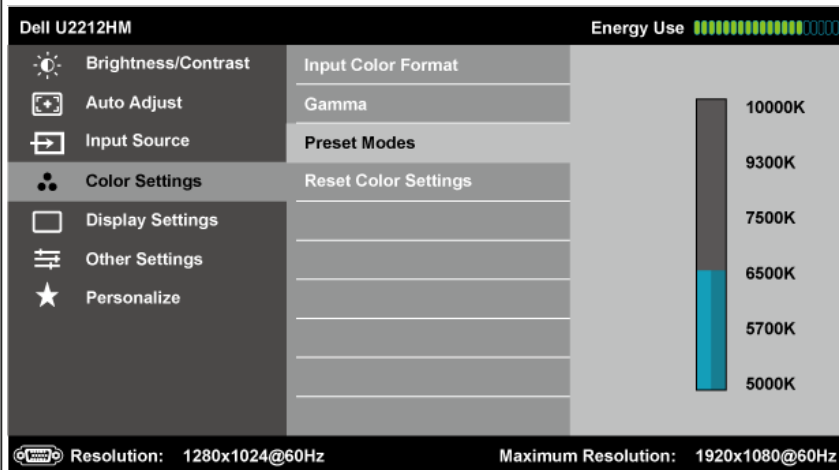 Dell U2212HM
Energy Use
Brightness/Contrast
Auto Adjust
Input Source
Color Settings
Display Settings
Other Settings
Personalize
Input Color Format
Gamma
Preset Modes
Reset Color Settings
10000K
9300K
7500K
6500K
5700K
5000K
Resolution: 1280x1024@60Hz
Maximum Resolution: 1920x1080@60Hz